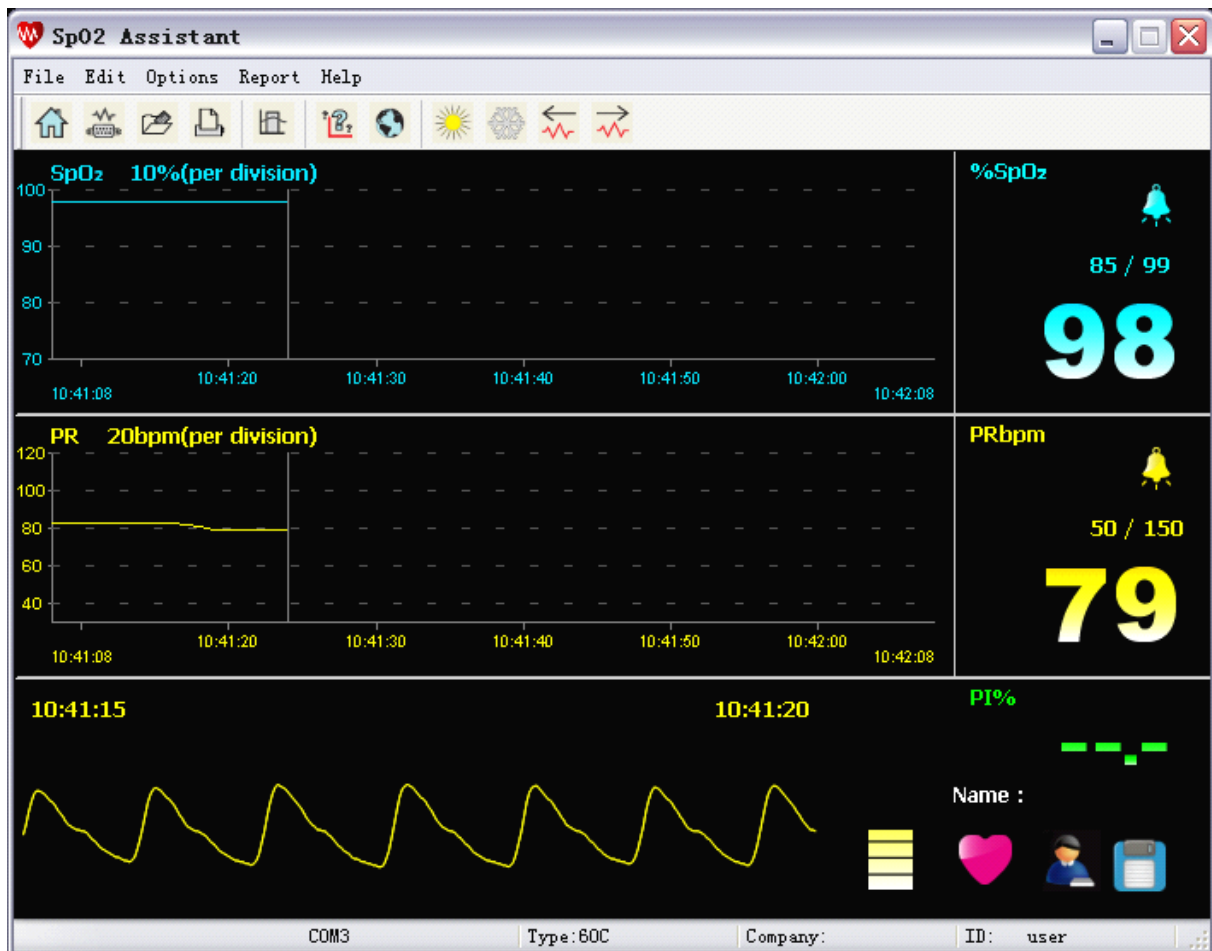 SpO2 Assistant
File Edit Options Report Help
SpO₂ 10%(per division)
100
90
80
70
10:41:08
10:41:20
10:41:30
10:41:40
10:41:50
10:42:00
10:42:08
%SpO₂
85 / 99
98
PR 20bpm(per division)
120
100
80
60
40
10:41:08
10:41:20
10:41:30
10:41:40
10:41:50
10:42:00
10:42:08
PRbpm
50 / 150
79
10:41:15
10:41:20
PI%
--.-
Name :
COM3 Type:60C Company: ID: user